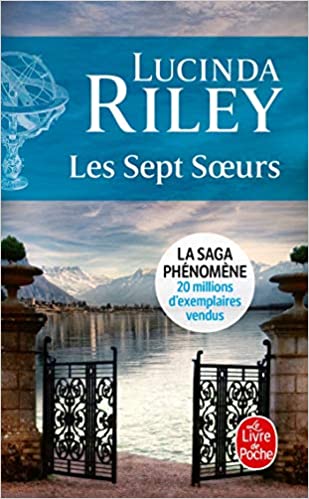 LUCINDA
RILEY
Les Sept Sœurs
LA SAGA
PHÉNOMÈNE
20 millions
d'exemplaires
vendus
Le
Livre
de
Poche